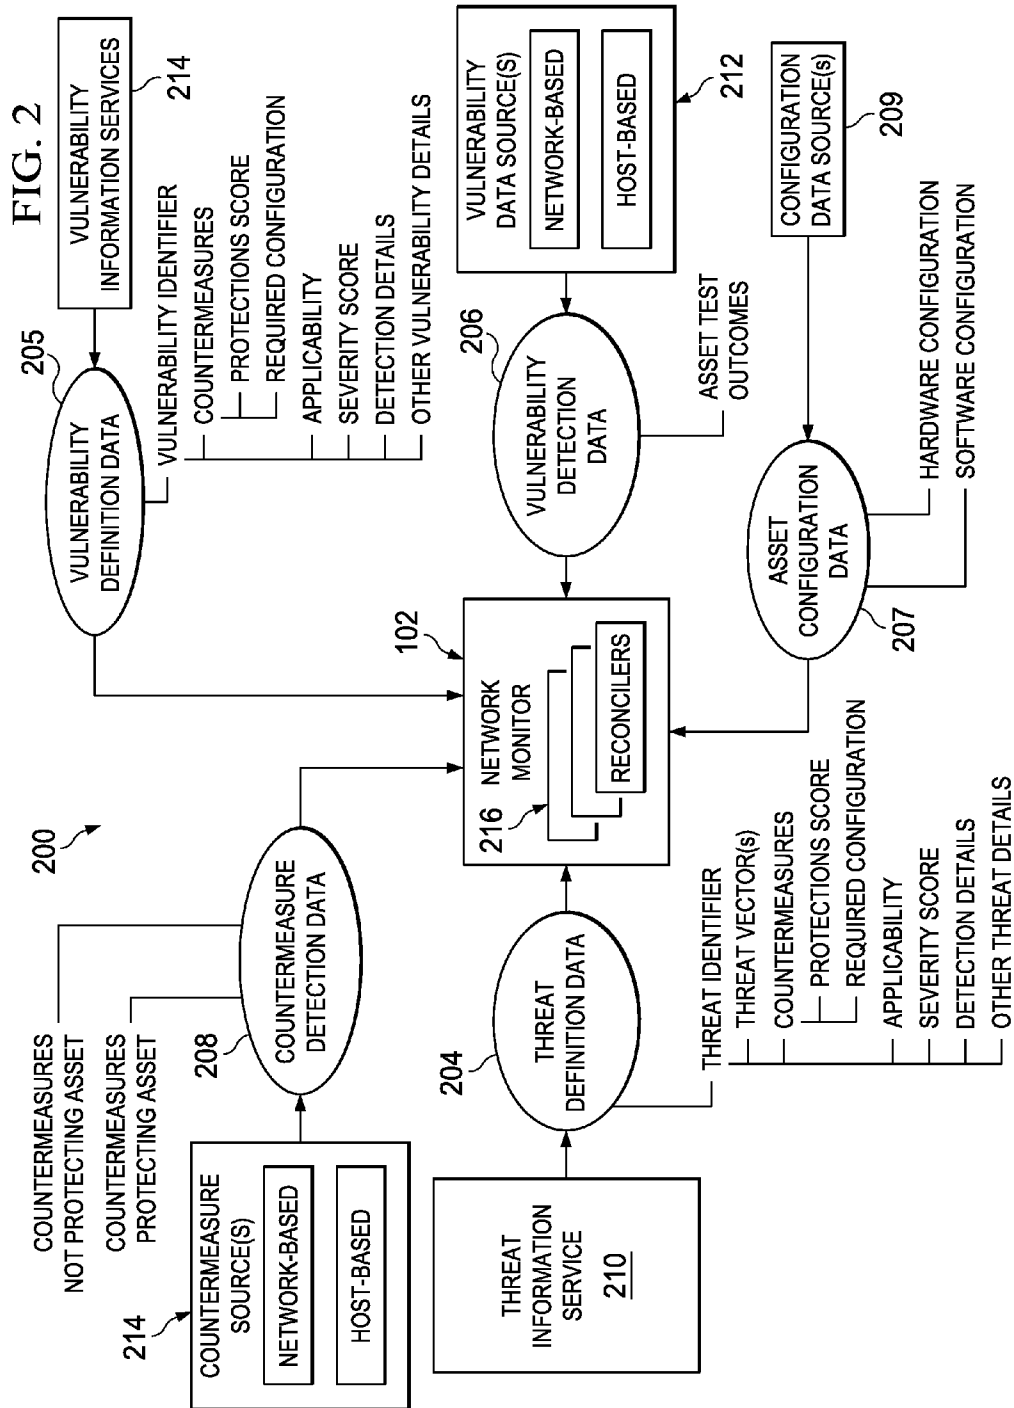 FIG. 2
200
COUNTERMEASURES
NOT PROTECTING ASSET
COUNTERMEASURES
PROTECTING ASSET
214
COUNTERMEASURE
SOURCE(S)
NETWORK-BASED
HOST-BASED
208
COUNTERMEASURE
DETECTION DATA
205
VULNERABILITY
DEFINITION DATA
VULNERABILITY
INFORMATION SERVICES
214
VULNERABILITY IDENTIFIER
COUNTERMEASURES
PROTECTIONS SCORE
REQUIRED CONFIGURATION
APPLICABILITY
SEVERITY SCORE
DETECTION DETAILS
OTHER VULNERABILITY DETAILS
THREAT
INFORMATION
SERVICE
210
204
THREAT
DEFINITION DATA
THREAT IDENTIFIER
THREAT VECTOR(s)
COUNTERMEASURES
PROTECTIONS SCORE
REQUIRED CONFIGURATION
APPLICABILITY
SEVERITY SCORE
DETECTION DETAILS
OTHER THREAT DETAILS
102
NETWORK
MONITOR
216
RECONCILERS
206
VULNERABILITY
DETECTION
DATA
ASSET TEST
OUTCOMES
VULNERABILITY
DATA SOURCE(S)
NETWORK-BASED
HOST-BASED
212
ASSET
CONFIGURATION
DATA
207
HARDWARE CONFIGURATION
SOFTWARE CONFIGURATION
CONFIGURATION
DATA SOURCE(s)
209